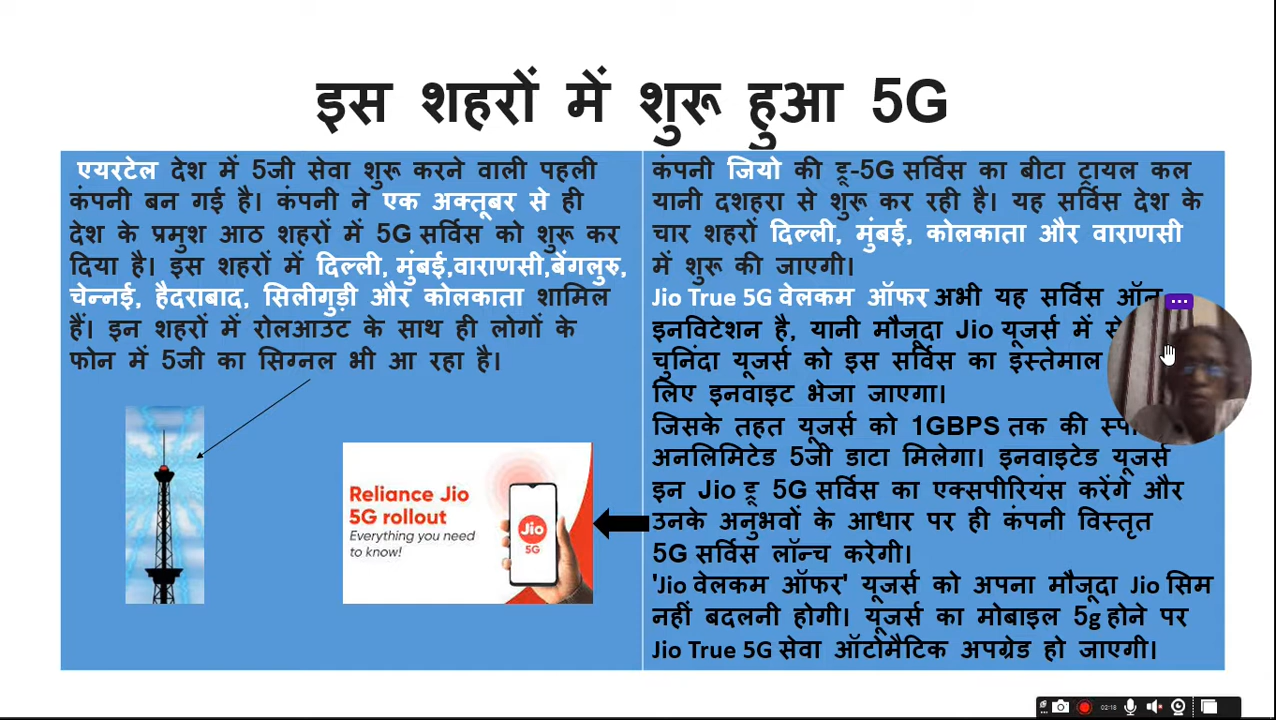 इस शहरों में शुरू हुआ 5G
एयरटेल देश में 5जी सेवा शुरू करने वाली पहली
कंपनी बन गई है। कंपनी ने एक अक्तूबर से ही
देश के प्रमुश आठ शहरों में 5G सर्विस को शुरू कर
दिया है। इस शहरों में दिल्ली, मुंबई,वाराणसी,बेंगलुरु,
चेन्नई, हैदराबाद, सिलीगुड़ी और कोलकाता शामिल
हैं। इन शहरों में रोलआउट के साथ ही लोगों के
फोन में 5जी का सिग्नल भी आ रहा है।
Reliance Jio
5G rollout
Everything you need
to know!
Jio
5G
कंपनी जियो की ट्रू-5G सर्विस का बीटा ट्रायल कल
यानी दशहरा से शुरू कर रही है। यह सर्विस देश के
चार शहरों दिल्ली, मुंबई, कोलकाता और वाराणसी
में शुरू की जाएगी।
Jio True 5G वेलकम ऑफर अभी यह सर्विस ऑन
इनविटेशन है, यानी मौजूदा Jio यूजर्स में से
चुनिंदा यूजर्स को इस सर्विस का इस्तेमाल
लिए इनवाइट भेजा जाएगा।
जिसके तहत यूजर्स को 1GBPS तक की
अनलिमिटेड 5जी डाटा मिलेगा। इनवाइटेड यूजर्स
इन Jio ट्रू 5G सर्विस का एक्सपीरियंस करेंगे और
उनके अनुभवों के आधार पर ही कंपनी विस्तृत
5G सर्विस लॉन्च करेगी।
'Jio वेलकम ऑफर' यूजर्स को अपना मौजूदा Jio सिम
नहीं बदलनी होगी। यूजर्स का मोबाइल 5g होने पर
Jio True 5G सेवा ऑटोमैटिक अपग्रेड हो जाएगी।
02:18